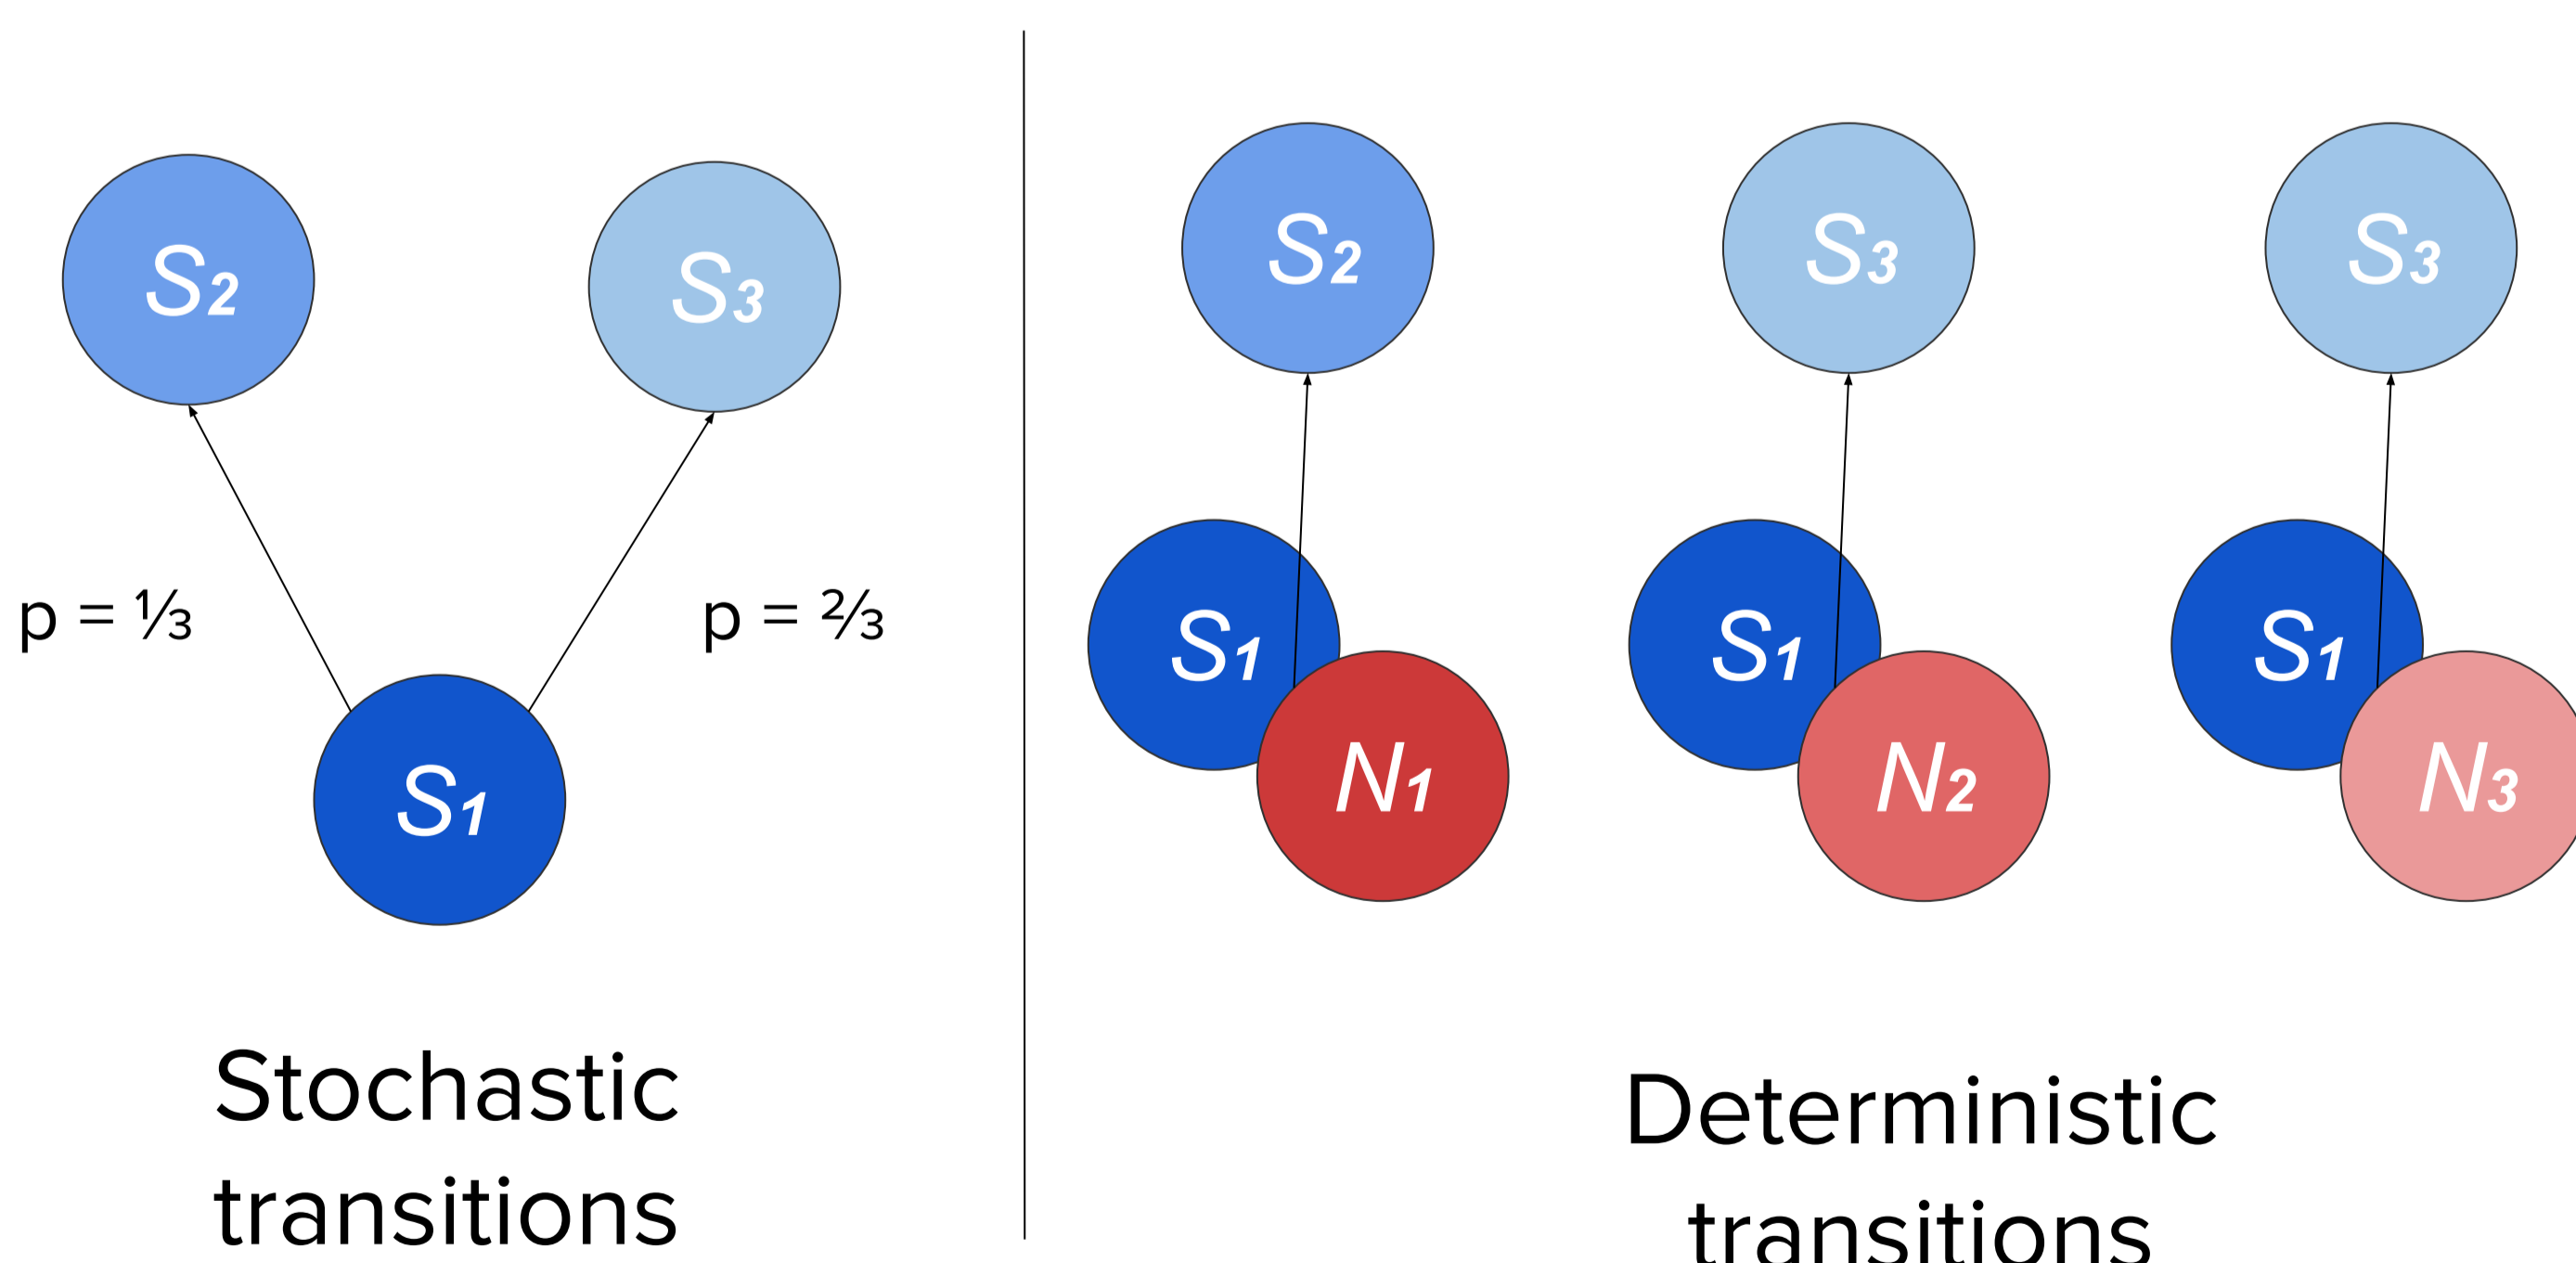 S2
S3
p = ⅓
p = ⅔
S1
Stochastic
transitions
S2
S3
S3
S1
N1
S1
N2
S1
N3
Deterministic
transitions